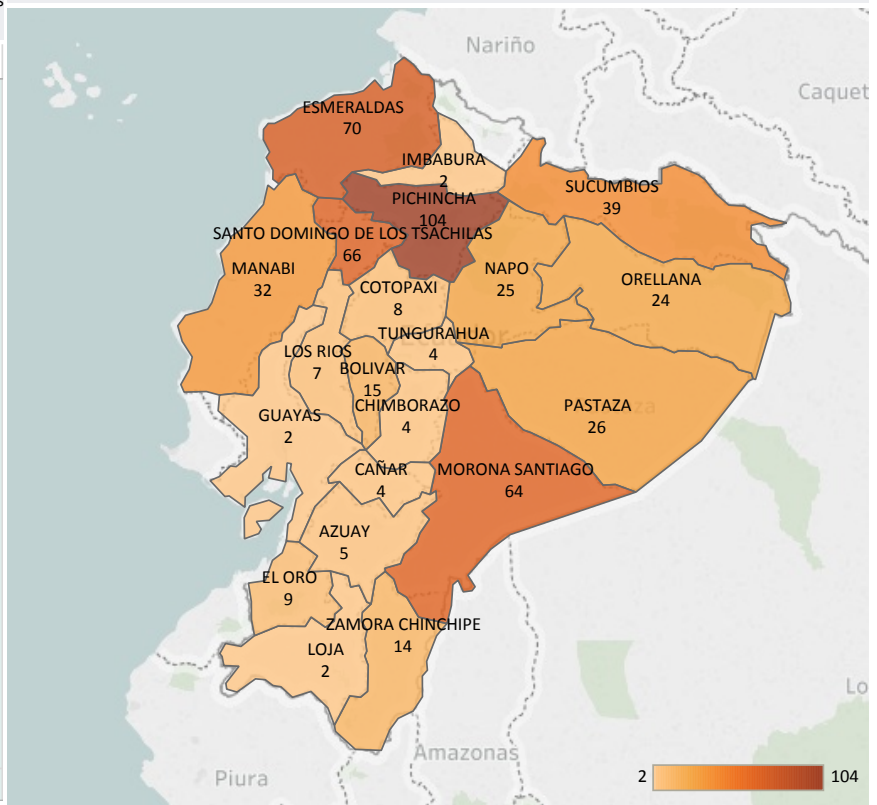 s
Nariño
Caquet
ESMERALDAS
70
IMBABURA
2
PICHINCHA
104
SUCUMBIOS
39
SANTO DOMINGO DE LOS TSACHILAS
66
MANABI
32
NAPO
25
ORELLANA
24
COTOPAXI
8
TUNGURAHUA
4
LOS RIOS
7
BOLIVAR
15
CHIMBORAZO
4
GUAYAS
2
PASTAZA
26
CAÑAR
4
MORONA SANTIAGO
64
AZUAY
5
EL ORO
9
ZAMORA CHINCHIPE
14
LOJA
2
Lo
Amazonas
Piura
2
104